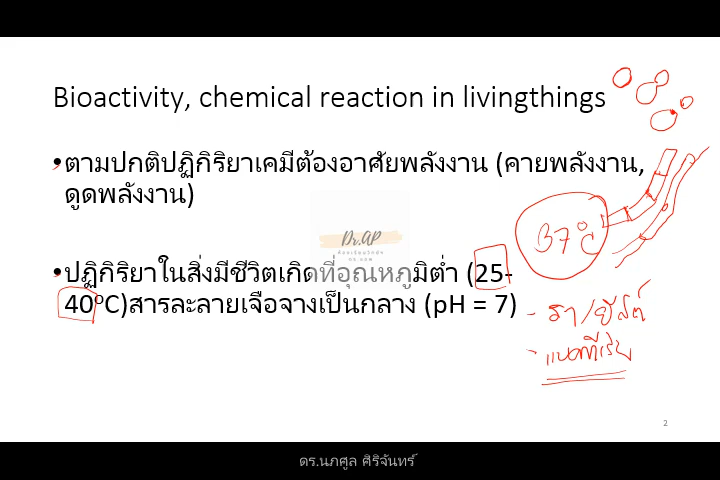 Bioactivity, chemical reaction in livingthings
•ตามปกติปฏิกิริยาเคมีต้องอาศัยพลังงาน (คายพลังงาน,
ดูดพลังงาน)
Dr.AP
37°C
•ปฏิกิริยาในสิ่งมีชีวิตเกิดที่อุณหภูมิต่ำ (25-
40°C)สารละลายเจือจางเป็นกลาง (pH = 7)
- รา/ยีสต์
- แบคทีเรีย
2
ดร.นภศูล ศิริจันทร์